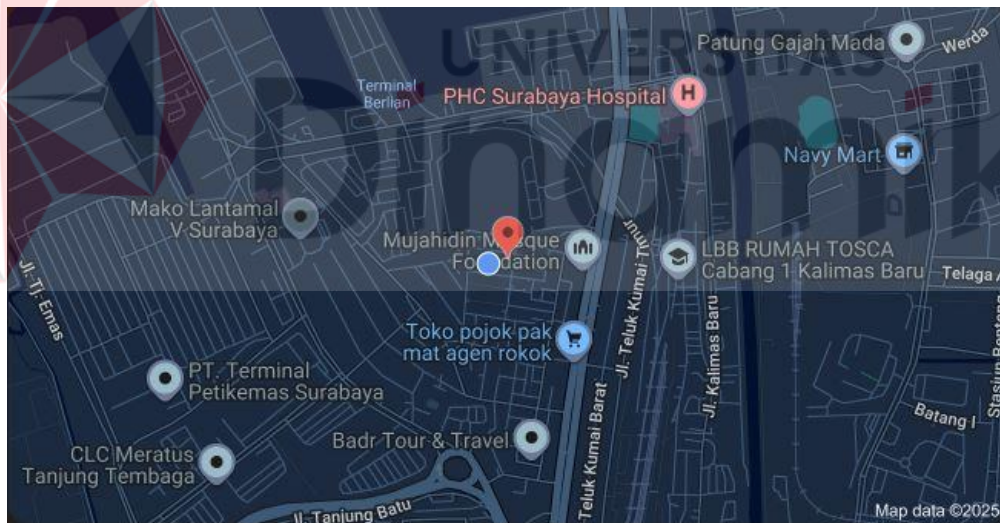 UNIVERSITAS
Dinamik
Patung Gajah Mada
Werda
Terminal
Berlian
PHC Surabaya Hospital
H
Navy Mart
Mako Lantamal
V Surabaya
Mujahidin Mosque
Foundation
Jl. Teluk Kumai Timur
LBB RUMAH TOSCA
Cabang 1 Kalimas Baru
Telaga A
Jl. Tj. Emas
Toko pojok pak
mat agen rokok
Jl. Kalimas Baru
PT. Terminal
Petikemas Surabaya
Teluk Kumai Barat
Batang I
Badr Tour & Travel
CLC Meratus
Tanjung Tembaga
Jl. Tanjung Batu
Map data ©2025